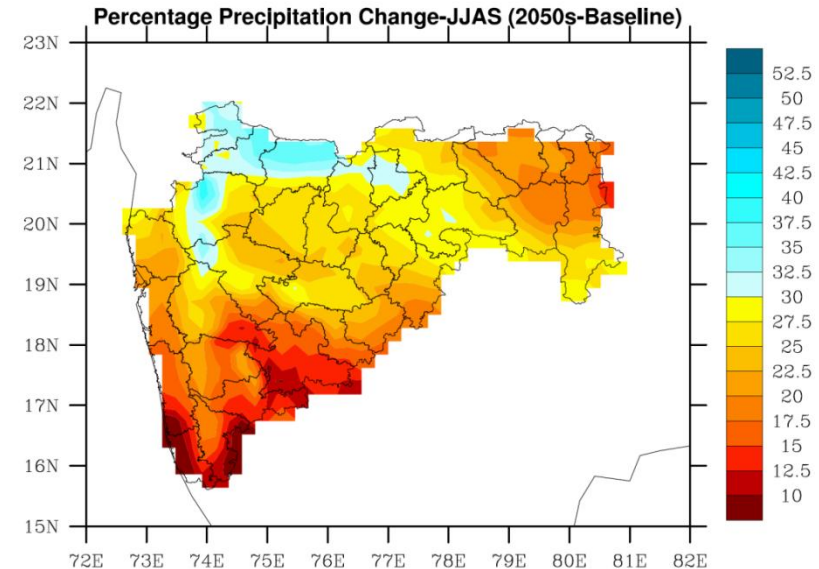 Percentage Precipitation Change-JJAS (2050s-Baseline)
23N
22N
21N
20N
19N
18N
17N
16N
15N
72E 73E 74E 75E 76E 77E 78E 79E 80E 81E 82E
52.5
50
47.5
45
42.5
40
37.5
35
32.5
30
27.5
25
22.5
20
17.5
15
12.5
10